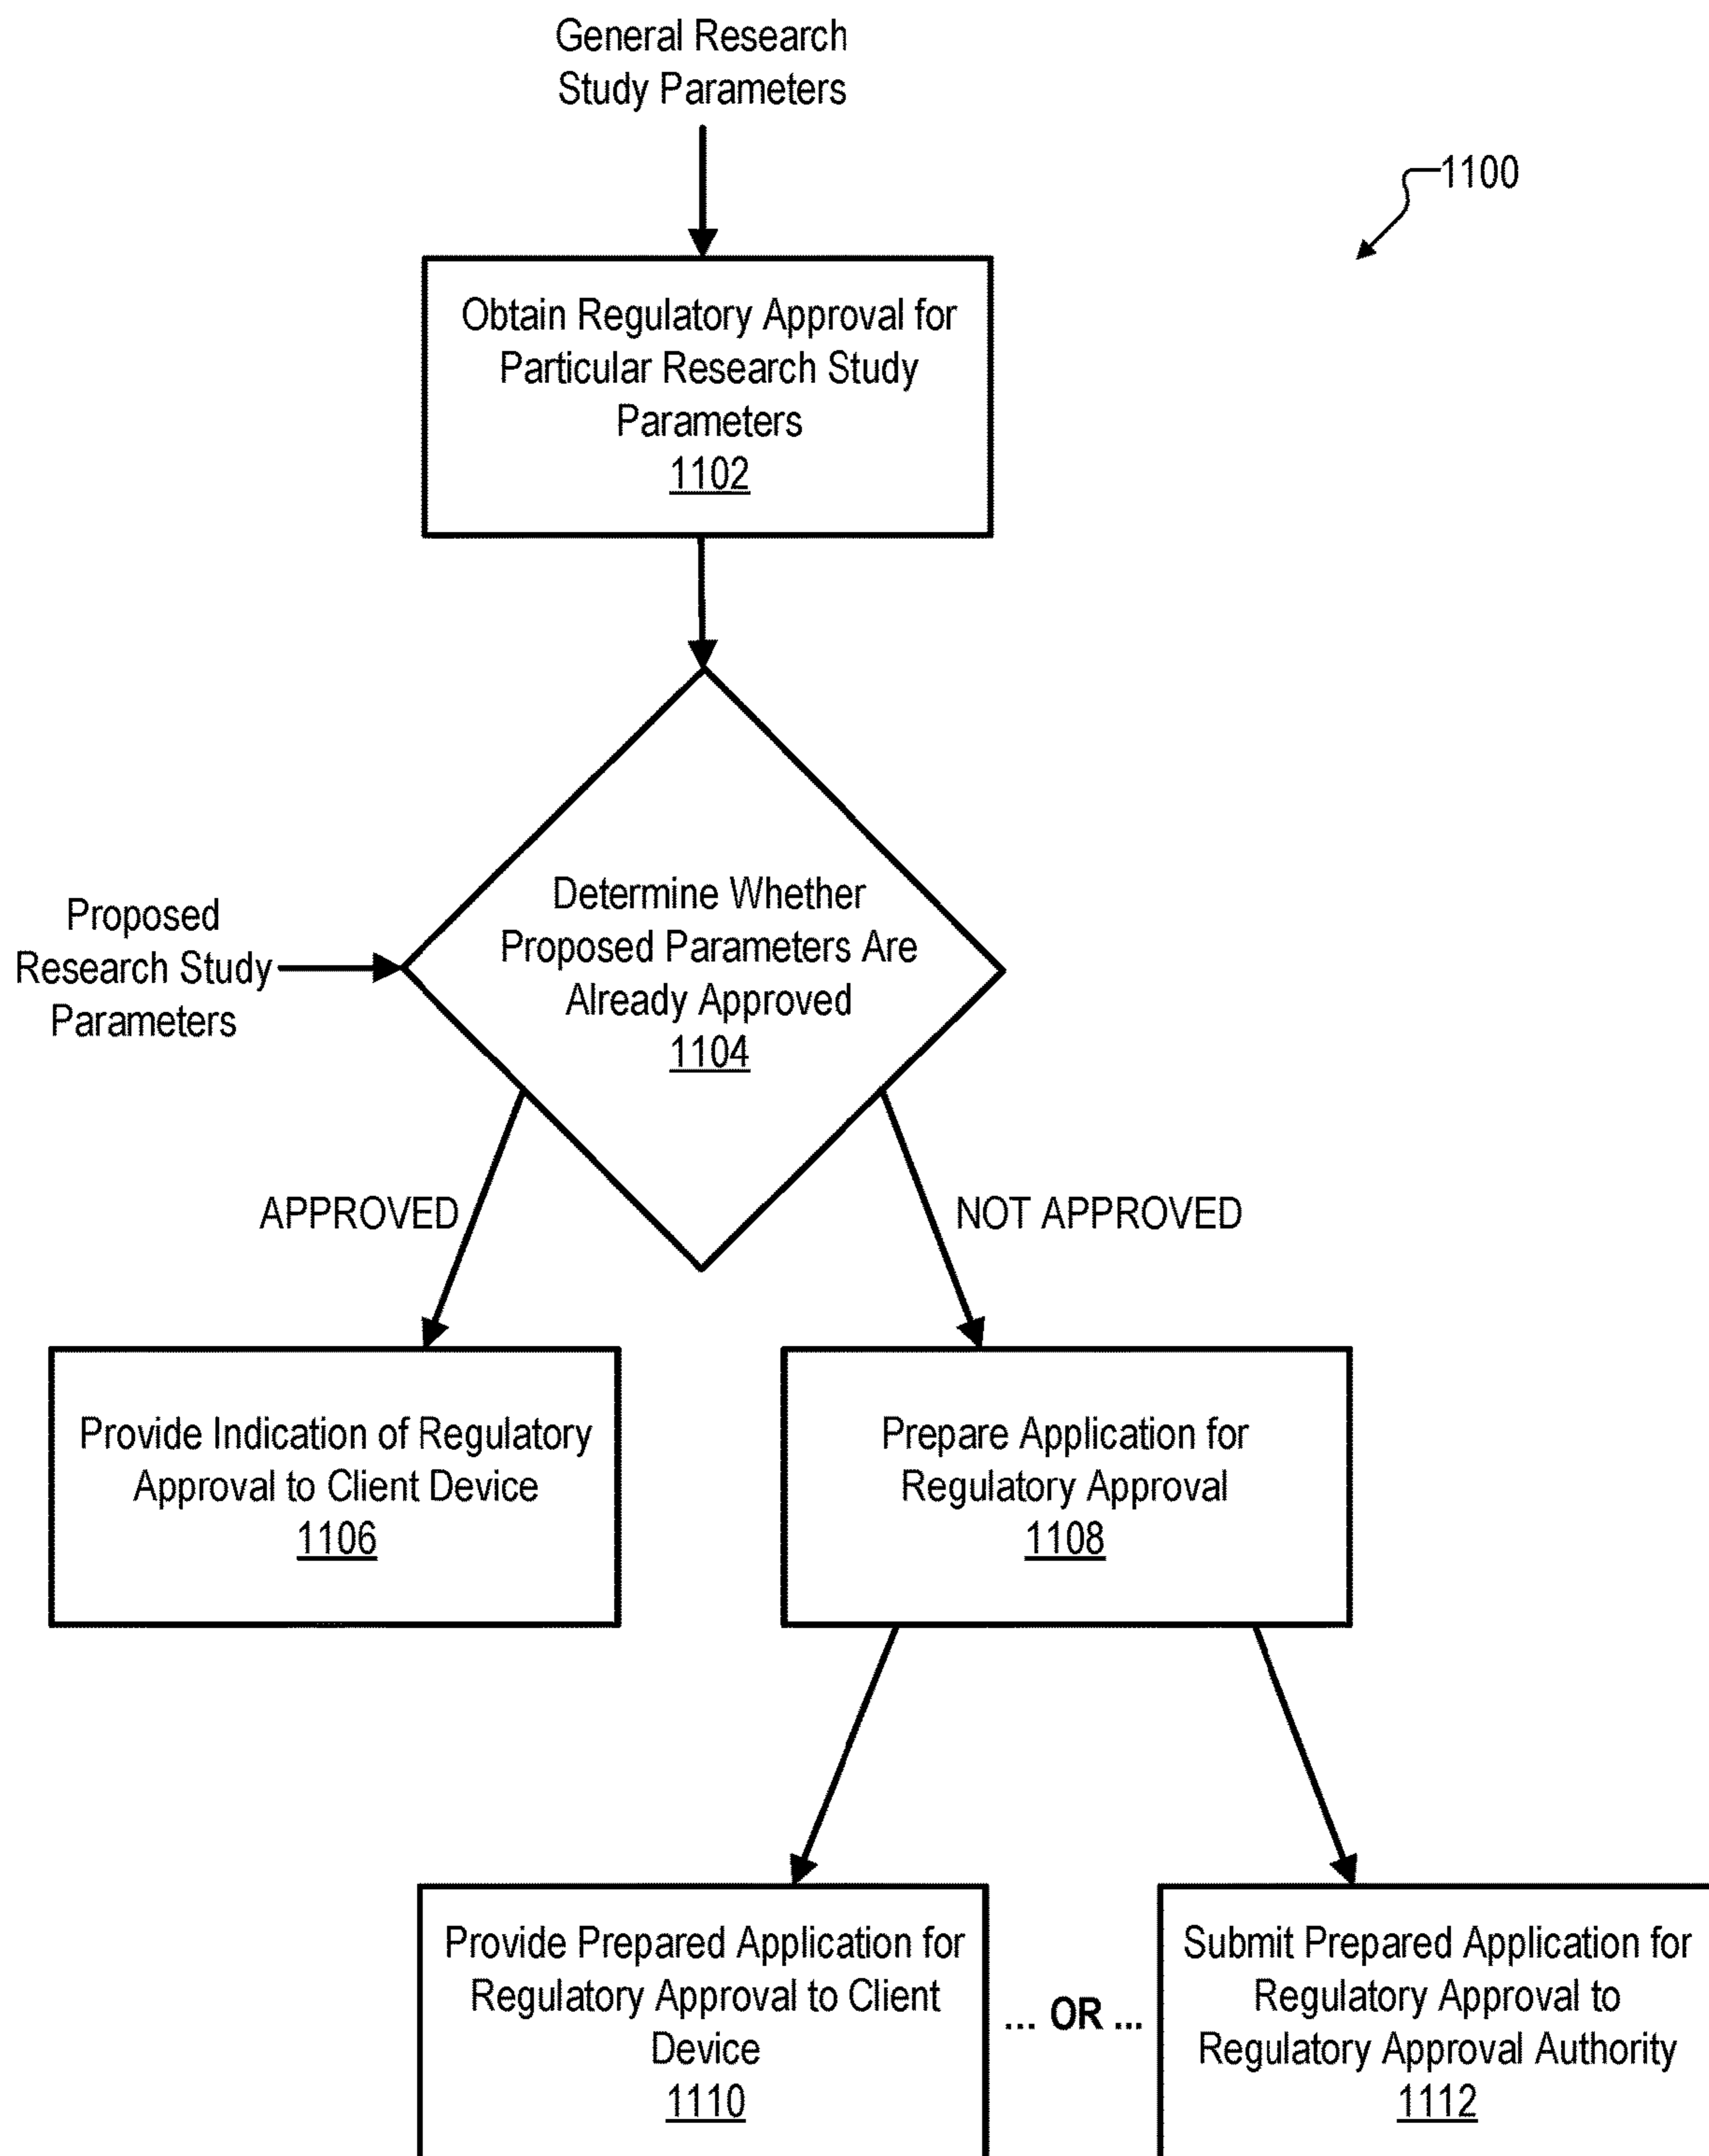 General Research
Study Parameters
1100
Obtain Regulatory Approval for
Particular Research Study
Parameters
1102
Proposed
Research Study
Parameters
Determine Whether
Proposed Parameters Are
Already Approved
1104
APPROVED
NOT APPROVED
Provide Indication of Regulatory
Approval to Client Device
1106
Prepare Application for
Regulatory Approval
1108
Provide Prepared Application for
Regulatory Approval to Client
Device
1110
... OR ...
Submit Prepared Application for
Regulatory Approval to
Regulatory Approval Authority
1112